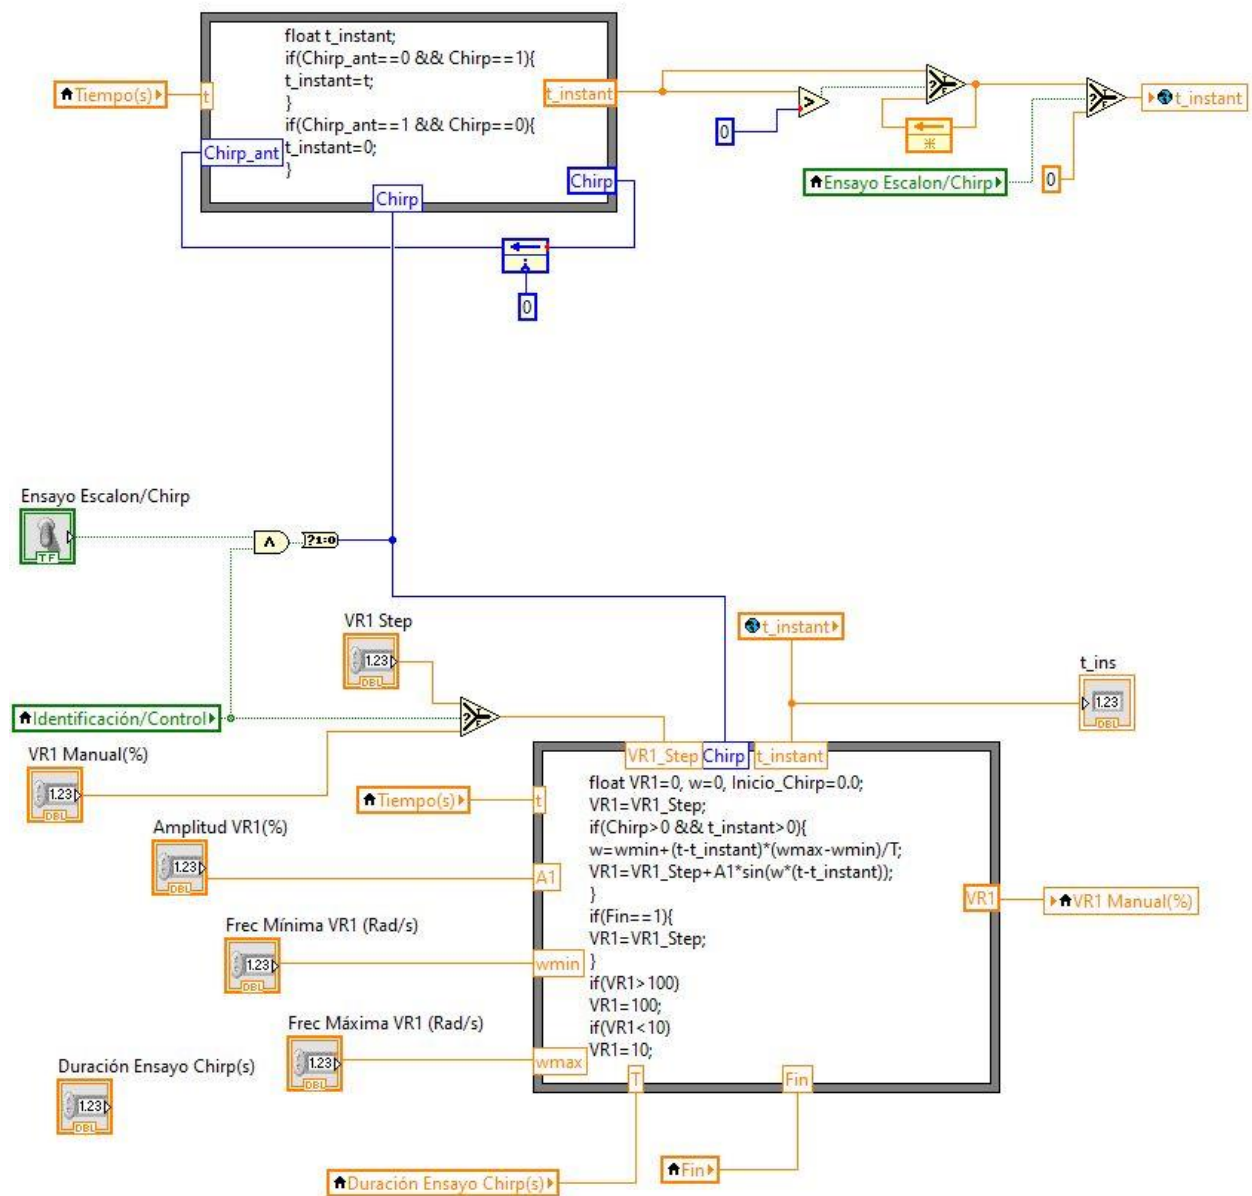 float t_instant;
if(Chirp_ant==0 && Chirp==1){
t_instant=t;
}
if(Chirp_ant==1 && Chirp==0){
t_instant=0;
}
Tiempo(s)
t
t_instant
Chirp_ant
Chirp
Chirp
>
0
?
T
F
?
T
F
t_instant
Ensayo Escalon/Chirp
0
0
Ensayo Escalon/Chirp
TF
?1:0
VR1 Step
1.23
DBL
t_instant
t_ins
1.23
DBL
Identificación/Control
?
T
F
VR1 Manual(%)
1.23
DBL
VR1_Step
Chirp
t_instant
float VR1=0, w=0, Inicio_Chirp=0.0;
VR1=VR1_Step;
if(Chirp>0 && t_instant>0){
w=wmin+(t-t_instant)*(wmax-wmin)/T;
VR1=VR1_Step+A1*sin(w*(t-t_instant));
}
if(Fin==1){
VR1=VR1_Step;
}
if(VR1>100)
VR1=100;
if(VR1<10)
VR1=10;
Tiempo(s)
t
Amplitud VR1(%)
1.23
DBL
A1
VR1
VR1 Manual(%)
Frec Mínima VR1 (Rad/s)
1.23
DBL
wmin
Frec Máxima VR1 (Rad/s)
1.23
DBL
wmax
Duración Ensayo Chirp(s)
1.23
DBL
T
Fin
Fin
Duración Ensayo Chirp(s)